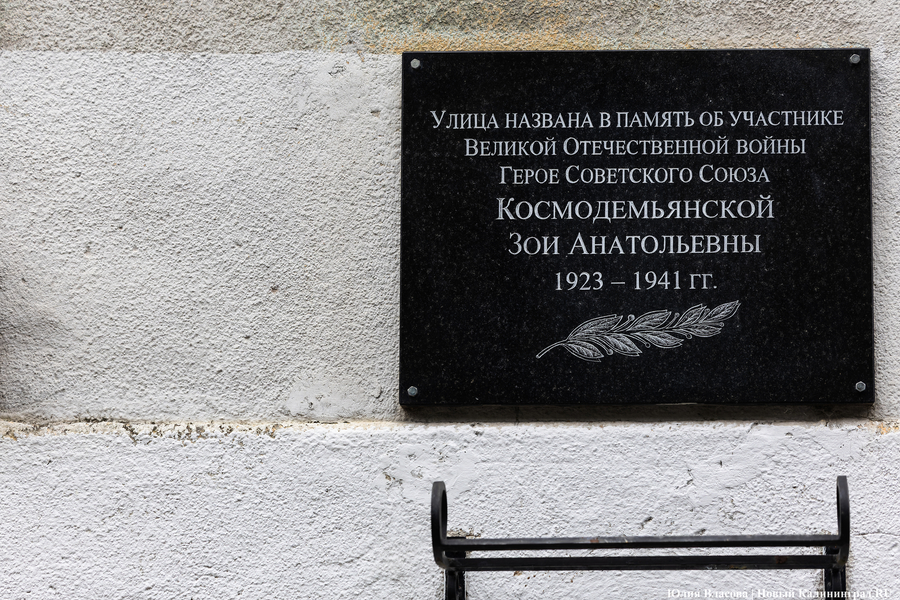 Улица названа в память об участнике
Великой Отечественной войны
Герое Советского Союза
Космодемьянской
Зои Анатольевны
1923 – 1941 гг.
Юлия Власова | Новый Калининград.RU